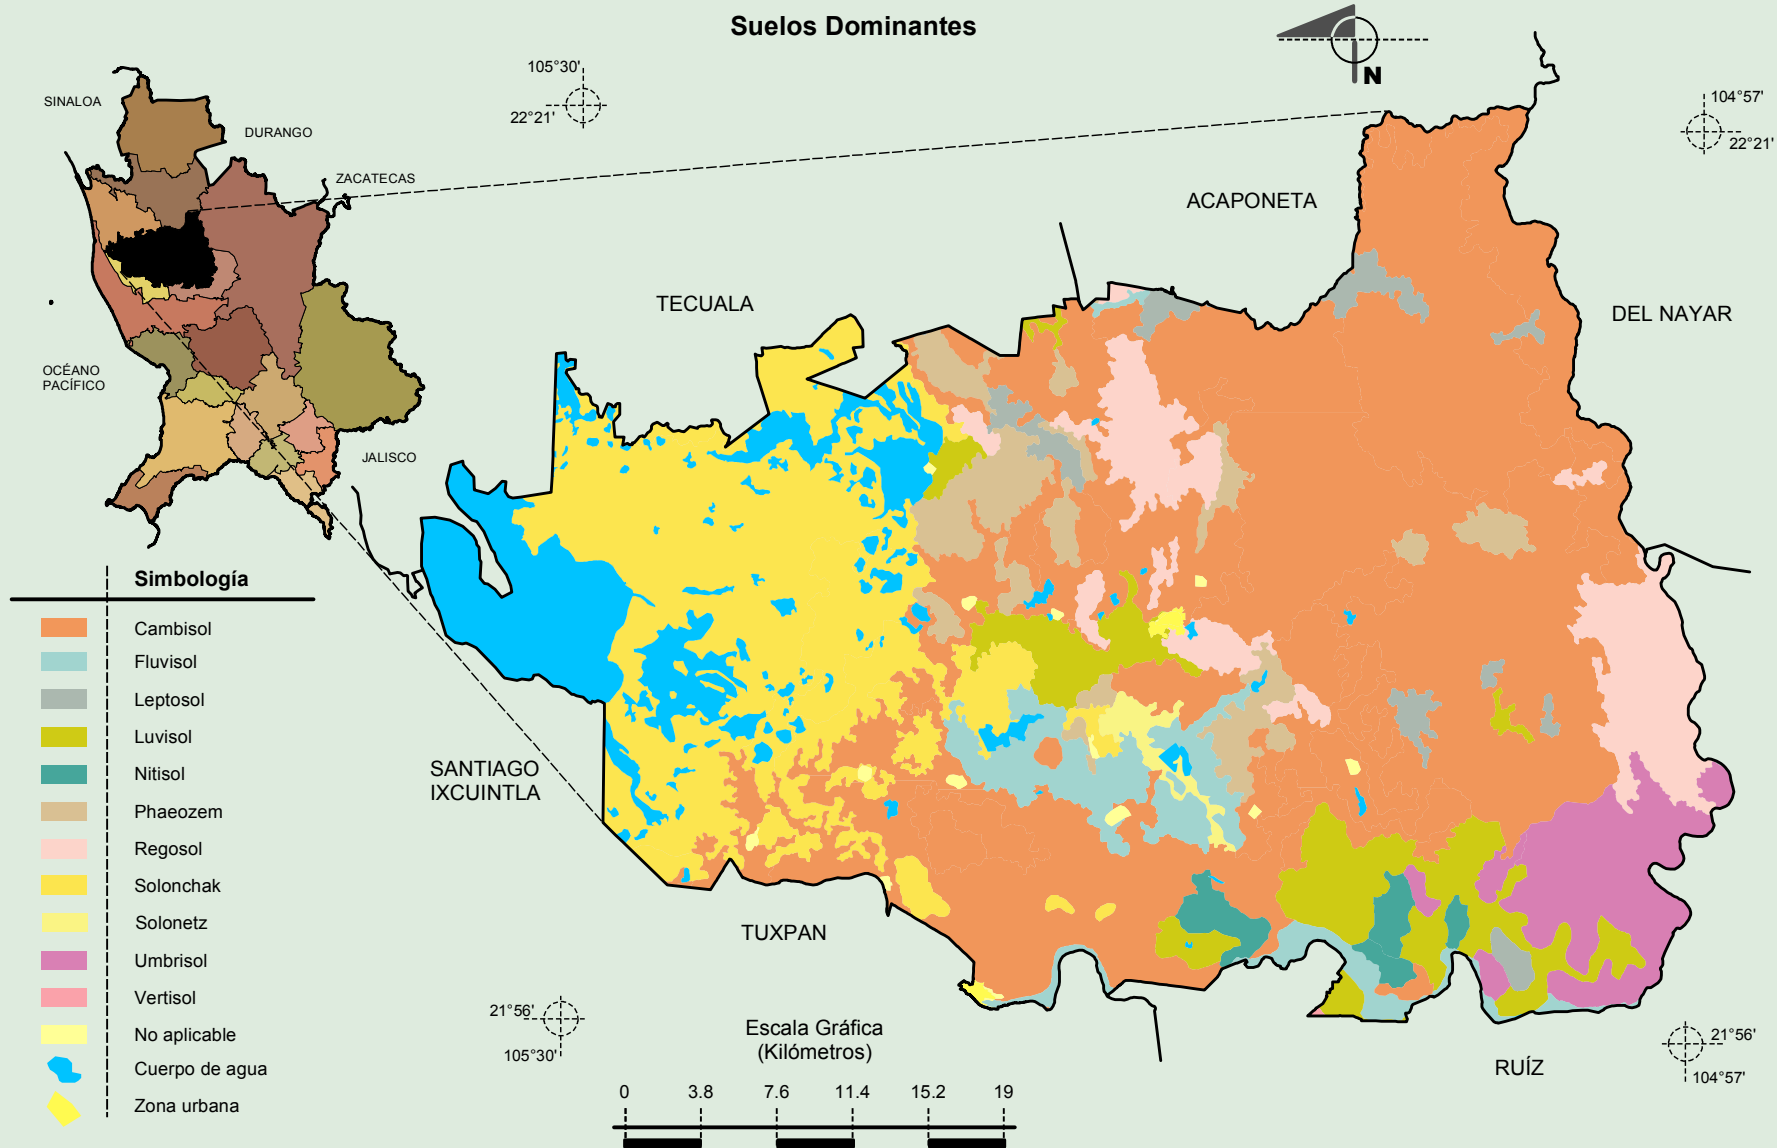 Suelos Dominantes
N
105°30'
22°21'
104°57'
22°21'
SINALOA
DURANGO
ZACATECAS
OCÉANO
PACÍFICO
JALISCO
ACAPONETA
TECUALA
DEL NAYAR
SANTIAGO
IXCUINTLA
TUXPAN
RUÍZ
Simbología
Cambisol
Fluvisol
Leptosol
Luvisol
Nitisol
Phaeozem
Regosol
Solonchak
Solonetz
Umbrisol
Vertisol
No aplicable
Cuerpo de agua
Zona urbana
21°56'
105°30'
Escala Gráfica
(Kilómetros)
0 3.8 7.6 11.4 15.2 19
21°56'
104°57'